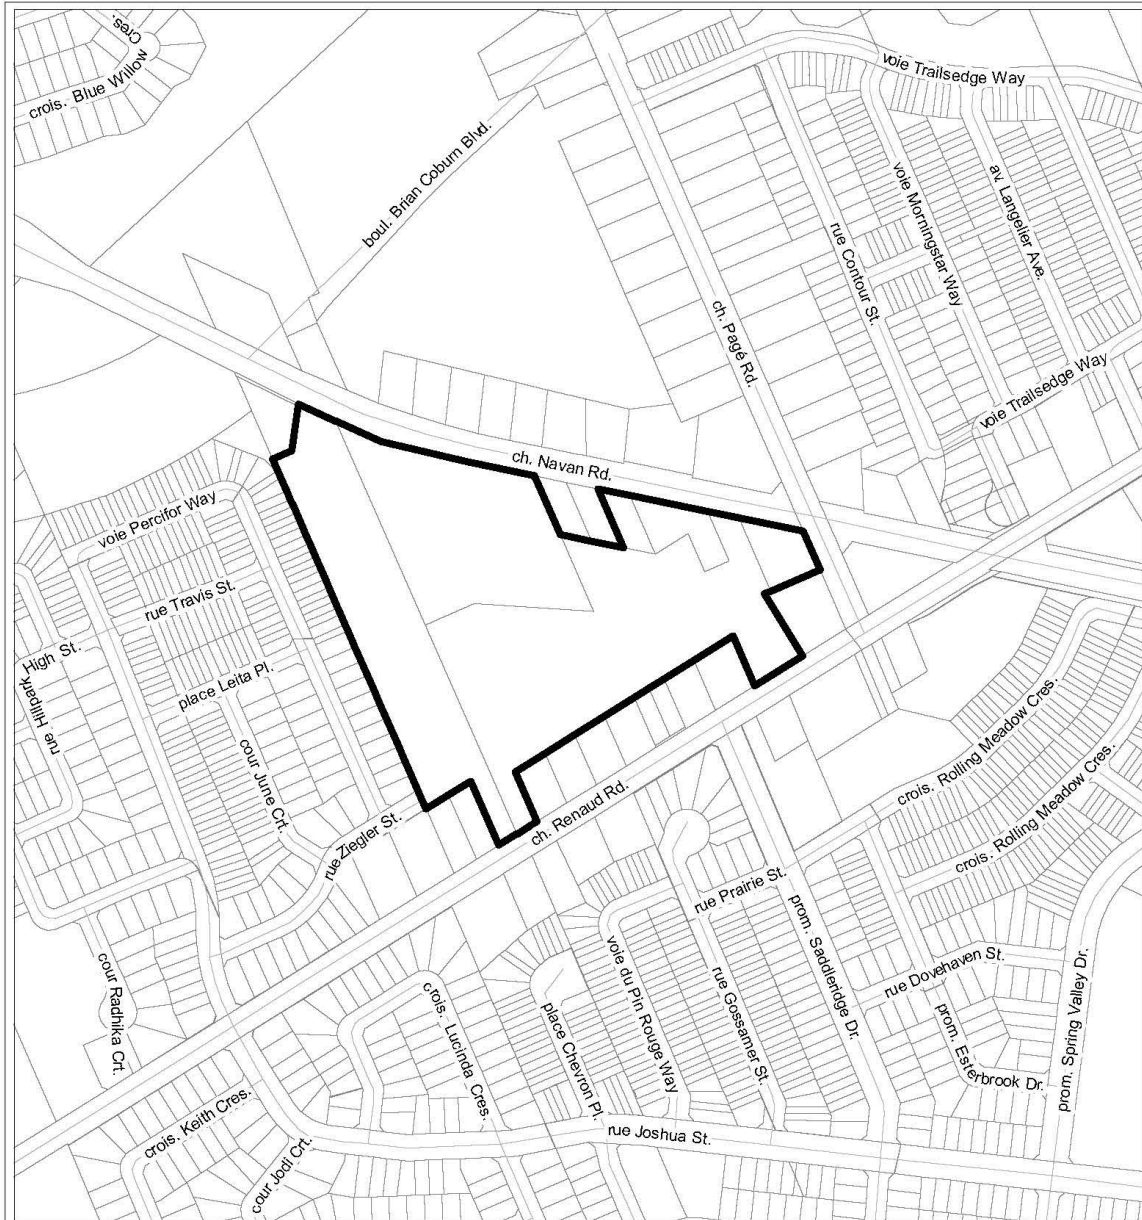 Cres.
crois. Blue Willow
voie Trailsedge Way
boul. Brian Coburn Blvd.
voie Morningstar Way
av. Langelier Ave.
rue Contour St.
ch. Pagé Rd.
voie Trailsedge Way
ch. Navan Rd.
voie Percifor Way
rue Travis St.
High St.
place Leita Pl.
rue Hillpark
cour June Crt.
crois. Rolling Meadow Cres.
crois. Rolling Meadow Cres.
ch. Renaud Rd.
rue Ziegler St.
rue Prairie St.
prom. Saddleridge Dr.
voie du Pin Rouge Way
rue Gossamer St.
rue Dovehaven St.
prom. Spring Valley Dr.
cour Radhika Crt.
crois. Lucinda Cres.
place Chevron Pl.
prom. Esterbrook Dr.
crois. Keith Cres.
rue Joshua St.
cour Jodi Crt.